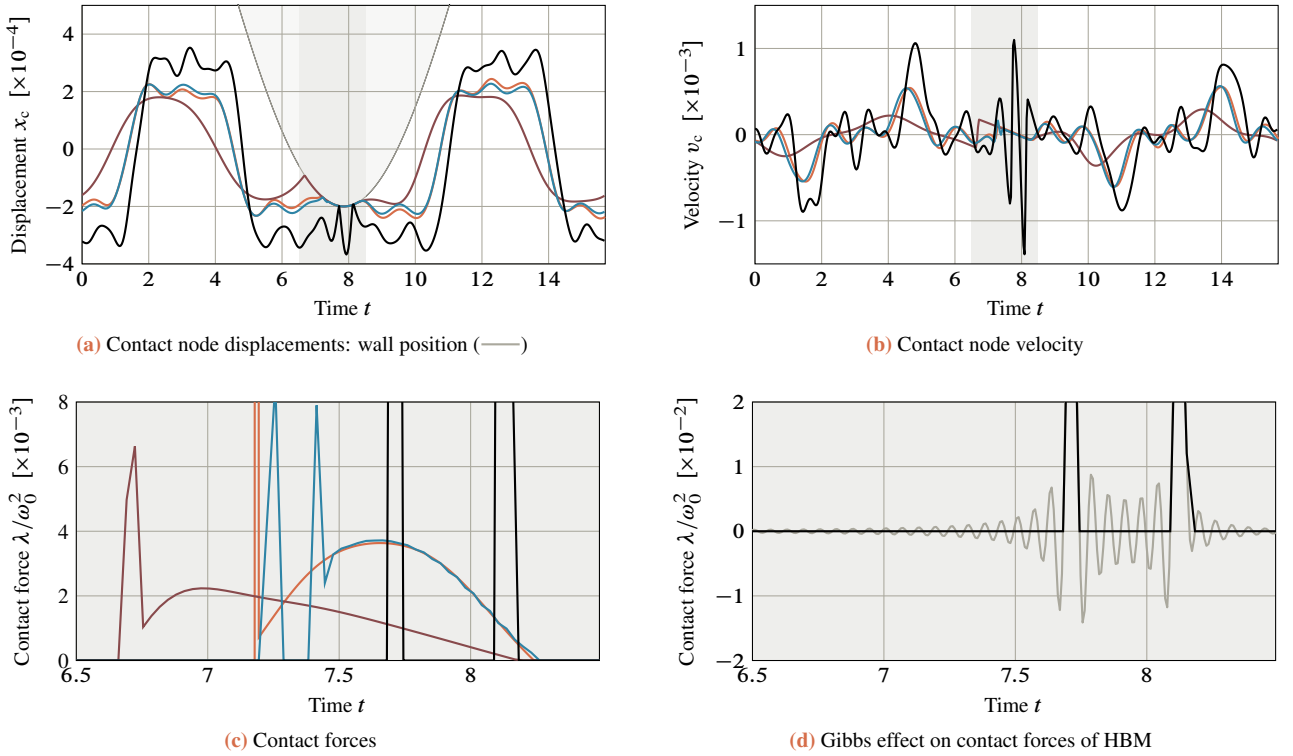 Displacement x_c [×10⁻⁴]
4
2
0
−2
−4
0 2 4 6 8 10 12 14
Time t
(a) Contact node displacements: wall position (—)
Velocity v_c [×10⁻³]
1
0
−1
0 2 4 6 8 10 12 14
Time t
(b) Contact node velocity
Contact force λ/ω₀² [×10⁻³]
8
6
4
2
0
6.5 7 7.5 8
Time t
(c) Contact forces
Contact force λ/ω₀² [×10⁻²]
2
1
0
−1
−2
6.5 7 7.5 8
Time t
(d) Gibbs effect on contact forces of HBM